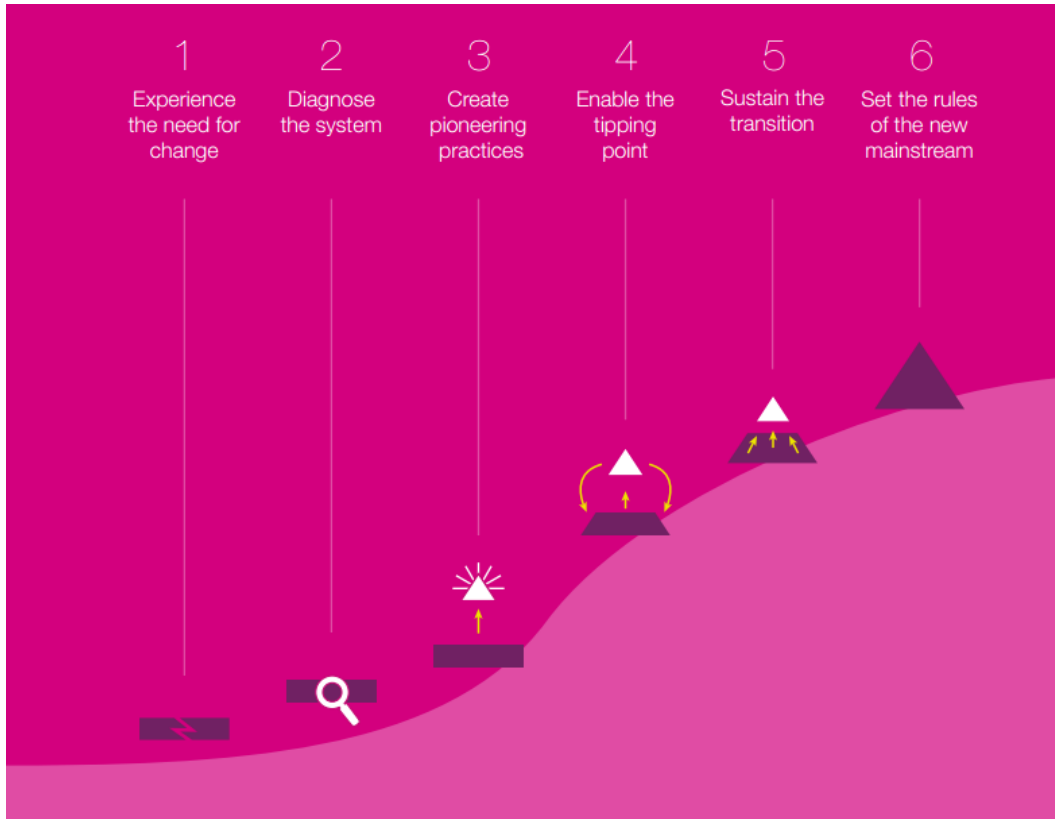 1
Experience
the need for
change
2
Diagnose
the system
3
Create
pioneering
practices
4
Enable the
tipping
point
5
Sustain the
transition
6
Set the rules
of the new
mainstream